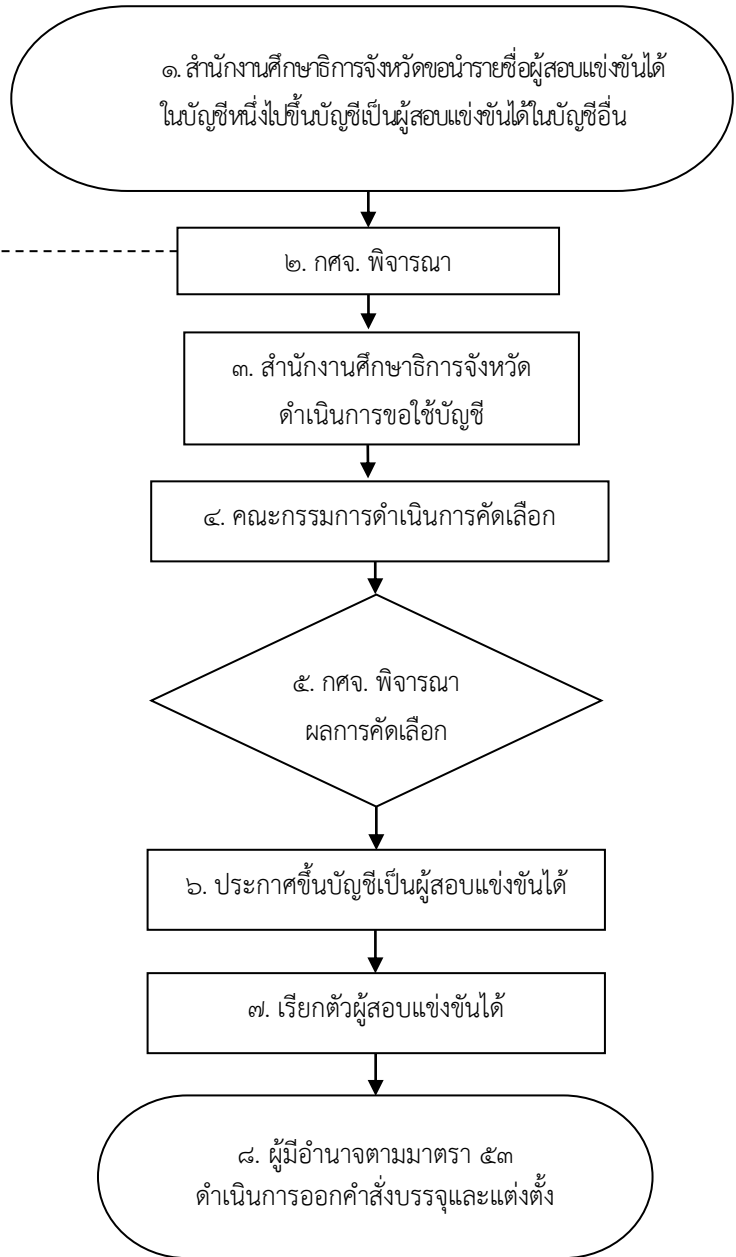 ๑. สำนักงานศึกษาธิการจังหวัดขอนำรายชื่อผู้สอบแข่งขันได้
ในบัญชีหนึ่งไปขึ้นบัญชีเป็นผู้สอบแข่งขันได้ในบัญชีอื่น
๒. กศจ. พิจารณา
๓. สำนักงานศึกษาธิการจังหวัด
ดำเนินการขอใช้บัญชี
๔. คณะกรรมการดำเนินการคัดเลือก
๕. กศจ. พิจารณา
ผลการคัดเลือก
๖. ประกาศขึ้นบัญชีเป็นผู้สอบแข่งขันได้
๗. เรียกตัวผู้สอบแข่งขันได้
๘. ผู้มีอำนาจตามมาตรา ๕๓
ดำเนินการออกคำสั่งบรรจุและแต่งตั้ง